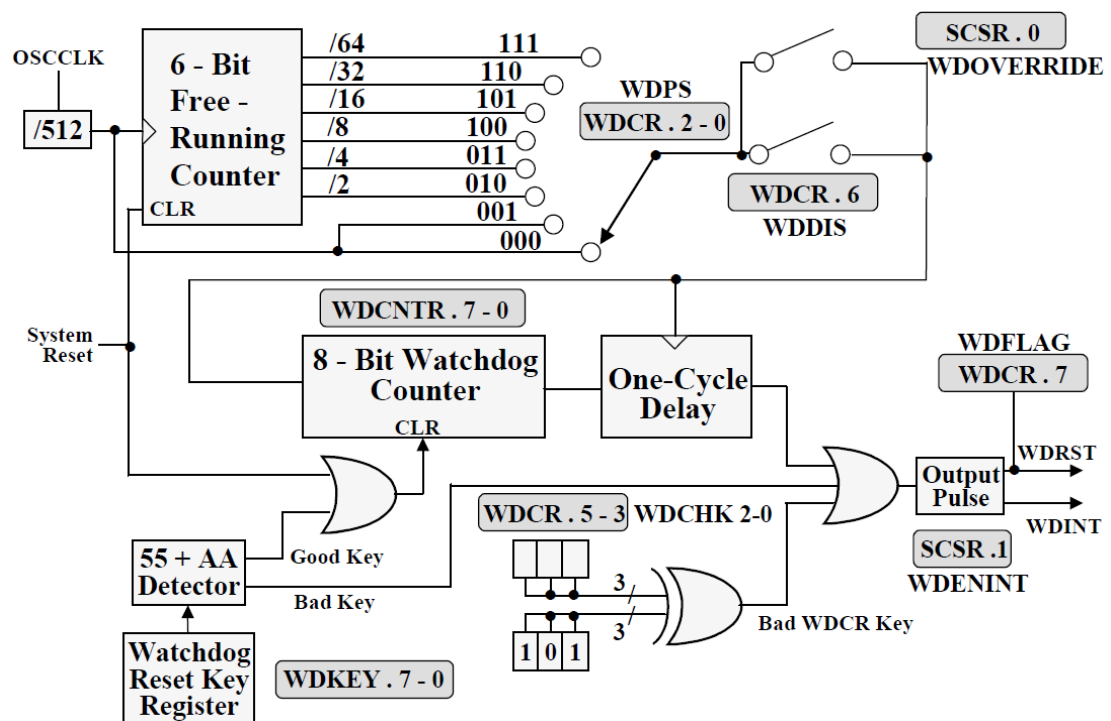 OSCCLK
/512
6 - Bit
Free -
Running
Counter
CLR
/64 111
/32 110
/16 101
/8 100
/4 011
/2 010
001
000
WDPS
WDCR . 2 - 0
SCSR . 0
WDOVERRIDE
WDCR . 6
WDDIS
System
Reset
WDCNTR . 7 - 0
8 - Bit Watchdog
Counter
CLR
One-Cycle
Delay
WDFLAG
WDCR . 7
WDRST
Output
Pulse
WDINT
SCSR .1
WDENINT
55 + AA
Detector
Good Key
Bad Key
WDCR . 5 - 3 WDCHK 2-0
3
3
1 0 1
Bad WDCR Key
Watchdog
Reset Key
Register
WDKEY . 7 - 0